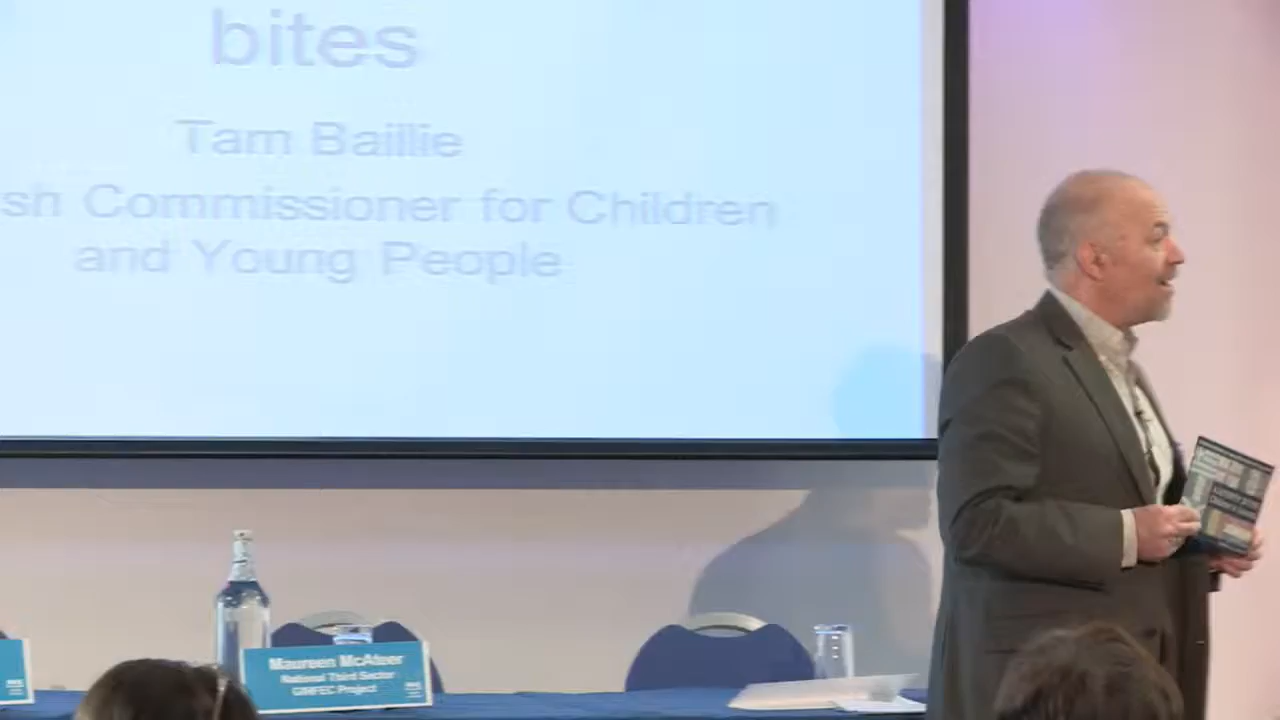 bites
Tam Baillie
sh Commissioner for Children
and Young People
Maureen McAteer
National Third Sector
GIRFEC Project